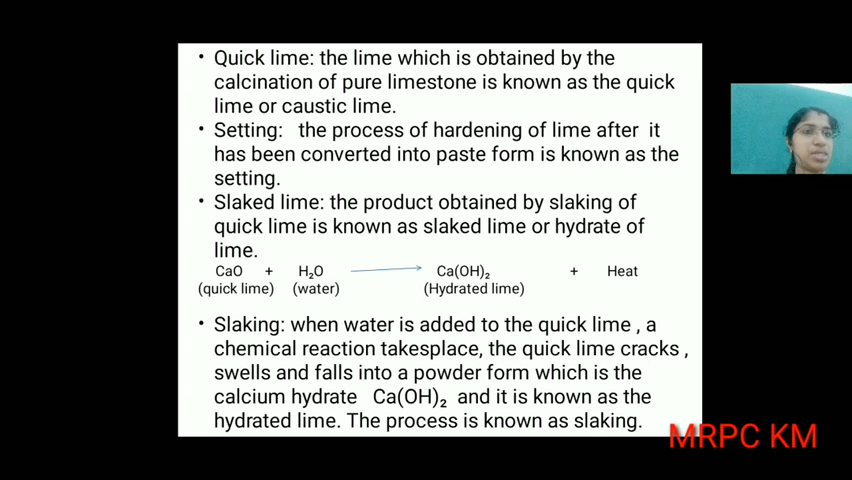 • Quick lime: the lime which is obtained by the
calcination of pure limestone is known as the quick
lime or caustic lime.
• Setting: the process of hardening of lime after it
has been converted into paste form is known as the
setting.
• Slaked lime: the product obtained by slaking of
quick lime is known as slaked lime or hydrate of
lime.
CaO + H₂O → Ca(OH)₂ + Heat
(quick lime) (water) (Hydrated lime)
• Slaking: when water is added to the quick lime , a
chemical reaction takesplace, the quick lime cracks ,
swells and falls into a powder form which is the
calcium hydrate Ca(OH)₂ and it is known as the
hydrated lime. The process is known as slaking.
MRPC KM